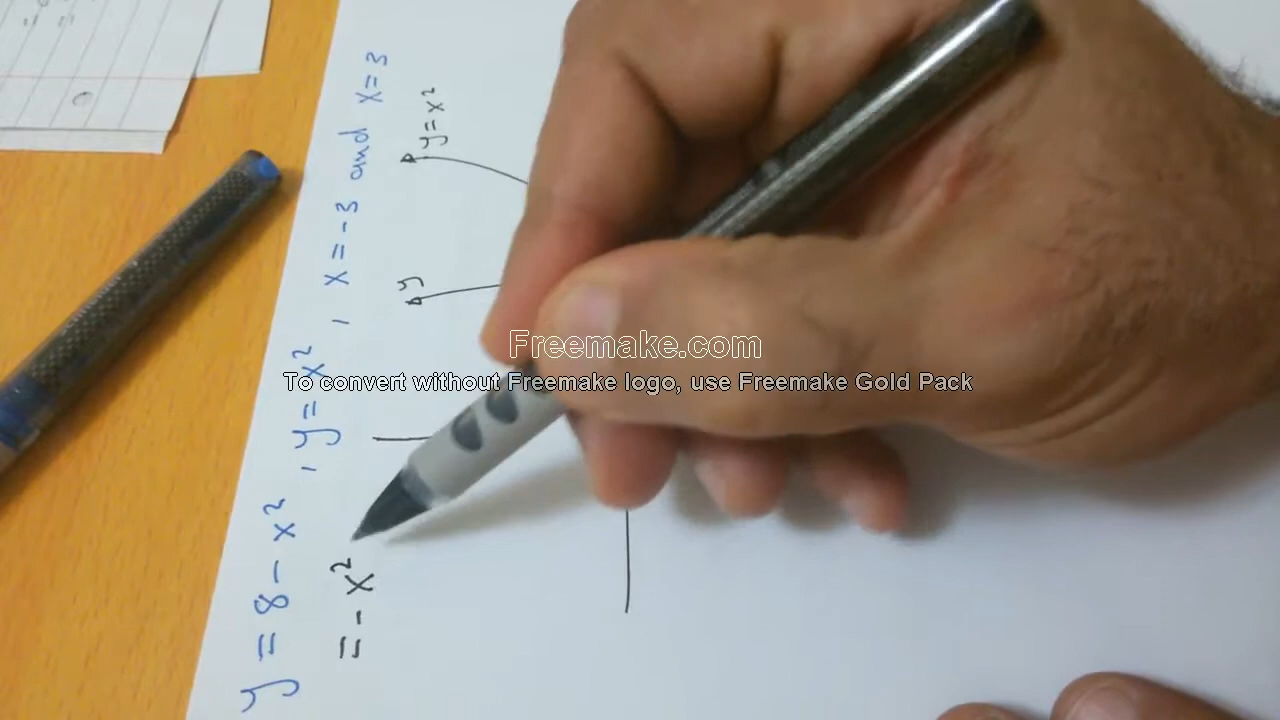 y = 8 - x² , y = x² , x = -3 and x = 3
= -x²
y
y = x²
Freemake.com
To convert without Freemake logo, use Freemake Gold Pack